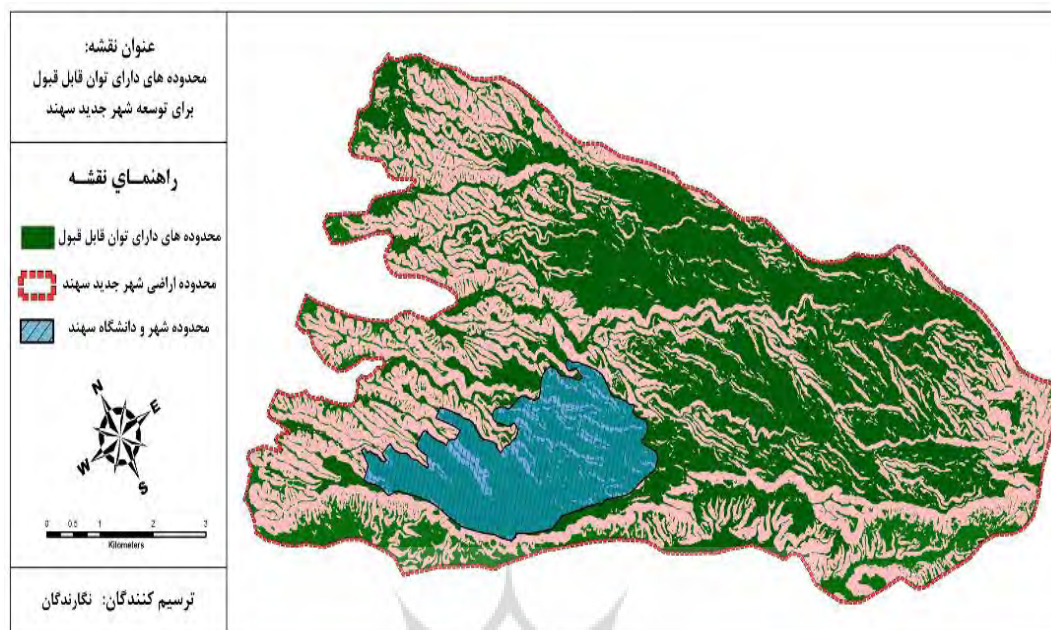 عنوان نقشه:
محدوده های دارای توان قابل قبول
برای توسعه شهر جدید سهند
راهنمـاي نقشـه
محدوده های دارای توان قابل قبول
محدوده اراضی شهر جدید سهند
محدوده شهر و دانشگاه سهند
N
E
W
S
0 0.5 1 2 3
Kilometers
ترسیم کنندگان: نگارندگان